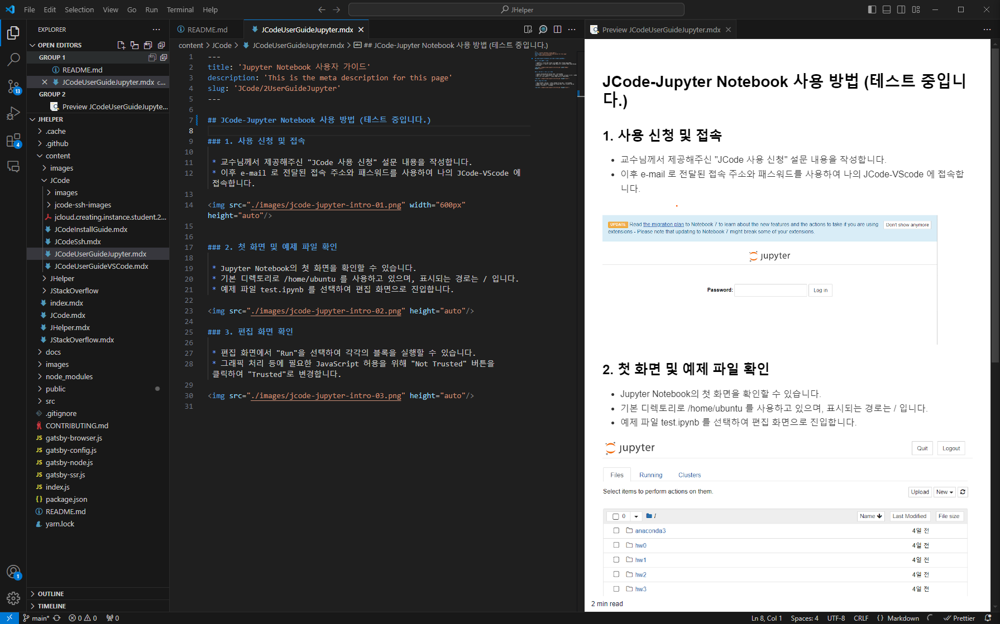 File Edit Selection View Go Run Terminal Help
JHelper
EXPLORER
OPEN EDITORS
GROUP 1
README.md
JCodeUserGuideJupyter.mdx c...
GROUP 2
Preview JCodeUserGuideJupyte...
JHELPER
.cache
.github
content
images
JCode
images
jcode-ssh-images
jcloud.creating.instance.student.2...
JCodeInstallGuide.mdx
JCodeSsh.mdx
JCodeUserGuideJupyter.mdx
JCodeUserGuideVSCode.mdx
JHelper
JStackOverflow
index.mdx
JCode.mdx
JHelper.mdx
JStackOverflow.mdx
docs
images
node_modules
public
src
.gitignore
CONTRIBUTING.md
JS gatsby-browser.js
JS gatsby-config.js
JS gatsby-node.js
JS gatsby-ssr.js
JS index.js
{} package.json
README.md
yarn.lock
OUTLINE
TIMELINE
13
4
1
README.md
JCodeUserGuideJupyter.mdx
content > JCode > JCodeUserGuideJupyter.mdx > ## JCode-Jupyter Notebook 사용 방법 (테스트 중입니다.)
1 ---
2 title: 'Jupyter Notebook 사용자 가이드'
3 description: 'This is the meta description for this page'
4 slug: 'JCode/2UserGuideJupyter'
5 ---
6
7 ## JCode-Jupyter Notebook 사용 방법 (테스트 중입니다.)
8
9 ### 1. 사용 신청 및 접속
10
11 * 교수님께서 제공해주신 "JCode 사용 신청" 설문 내용을 작성합니다.
12 * 이후 e-mail 로 전달된 접속 주소와 패스워드를 사용하여 나의 JCode-VScode 에
접속합니다.
13
14 <img src="./images/jcode-jupyter-intro-01.png" width="600px"
height="auto"/>
15
16
17 ### 2. 첫 화면 및 예제 파일 확인
18
19 * Jupyter Notebook의 첫 화면을 확인할 수 있습니다.
20 * 기본 디렉토리로 /home/ubuntu 를 사용하고 있으며, 표시되는 경로는 / 입니다.
21 * 예제 파일 test.ipynb 를 선택하여 편집 화면으로 진입합니다.
22
23 <img src="./images/jcode-jupyter-intro-02.png" height="auto"/>
24
25 ### 3. 편집 화면 확인
26
27 * 편집 화면에서 "Run"을 선택하여 각각의 블록을 실행할 수 있습니다.
28 * 그래픽 처리 등에 필요한 JavaScript 허용을 위해 "Not Trusted" 버튼을
클릭하여 "Trusted"로 변경합니다.
29
30 <img src="./images/jcode-jupyter-intro-03.png" height="auto"/>
31
Preview JCodeUserGuideJupyter.mdx
JCode-Jupyter Notebook 사용 방법 (테스트 중입니
다.)
1. 사용 신청 및 접속
• 교수님께서 제공해주신 "JCode 사용 신청" 설문 내용을 작성합니다.
• 이후 e-mail 로 전달된 접속 주소와 패스워드를 사용하여 나의 JCode-VScode 에 접속합
니다.
UPDATE Read the migration plan to Notebook 7 to learn about the new features and the actions to take if you are using
extensions - Please note that updating to Notebook 7 might break some of your extensions.
Don't show anymore
jupyter
Password: Log in
2. 첫 화면 및 예제 파일 확인
• Jupyter Notebook의 첫 화면을 확인할 수 있습니다.
• 기본 디렉토리로 /home/ubuntu 를 사용하고 있으며, 표시되는 경로는 / 입니다.
• 예제 파일 test.ipynb 를 선택하여 편집 화면으로 진입합니다.
jupyter Quit Logout
Files Running Clusters
Select items to perform actions on them. Upload New
0 / Name Last Modified File size
anaconda3 4일 전
hw0 4일 전
hw1 4일 전
hw2 4일 전
hw3 4일 전
2 min read
main* 0 0 0
Ln 8, Col 1 Spaces: 4 UTF-8 CRLF {} Markdown Prettier